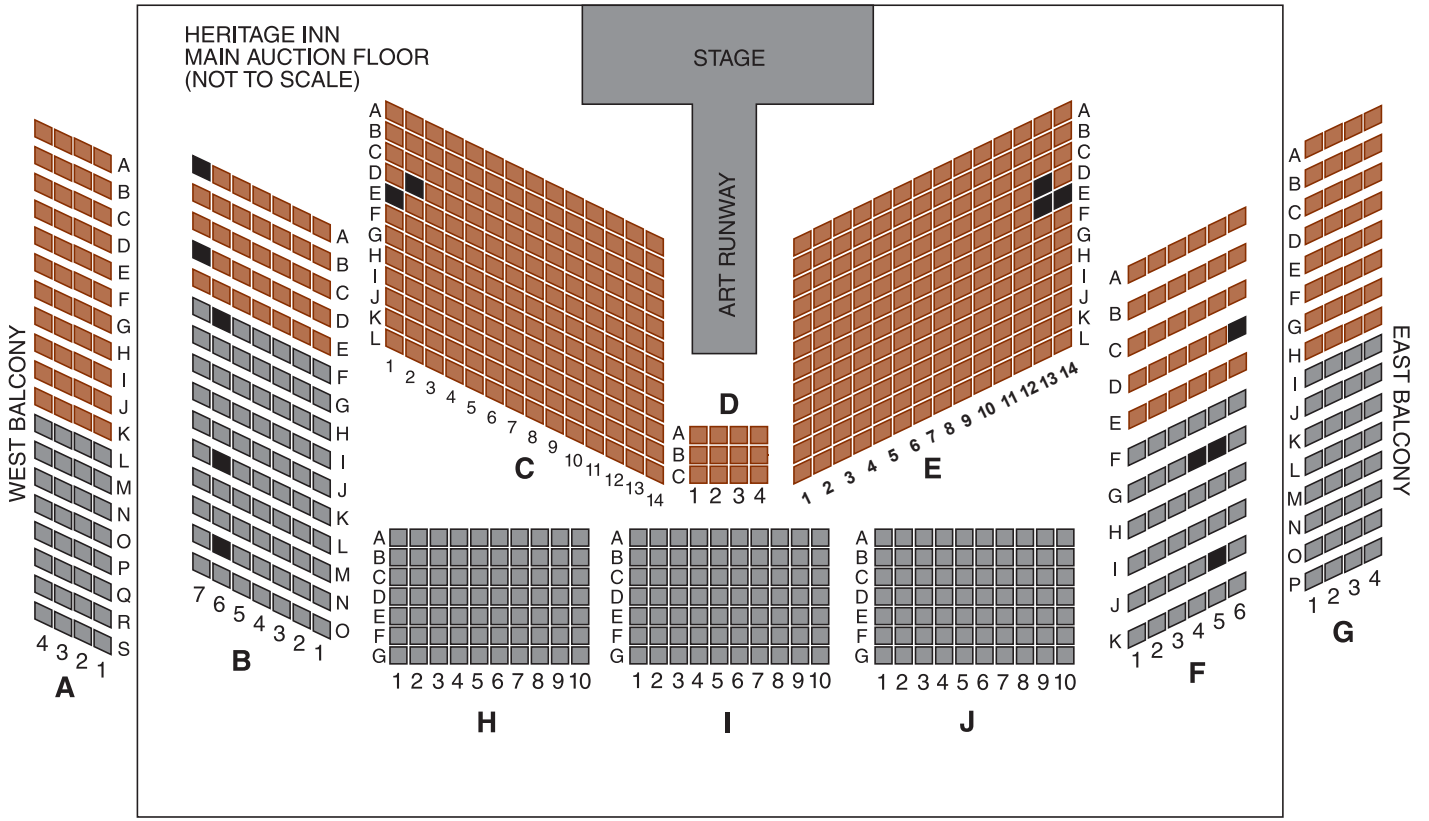 HERITAGE INN
MAIN AUCTION FLOOR
(NOT TO SCALE)
STAGE
ART RUNWAY
WEST BALCONY
EAST BALCONY
A
B
C
D
E
F
G
H
I
J
K
L
M
N
O
P
Q
R
S
4 3 2 1
A
A
B
C
D
E
F
G
H
I
J
K
L
M
N
O
7 6 5 4 3 2 1
B
A
B
C
D
E
F
G
H
I
J
K
L
1 2 3 4 5 6 7 8 9 10 11 12 13 14
C
D
A
B
C
1 2 3 4
A
B
C
D
E
F
G
H
I
J
K
L
1 2 3 4 5 6 7 8 9 10 11 12 13 14
E
A
B
C
D
E
F
G
H
I
J
K
1 2 3 4 5 6
F
A
B
C
D
E
F
G
H
I
J
K
L
M
N
O
P
1 2 3 4
G
A
B
C
D
E
F
G
1 2 3 4 5 6 7 8 9 10
H
A
B
C
D
E
F
G
1 2 3 4 5 6 7 8 9 10
I
A
B
C
D
E
F
G
1 2 3 4 5 6 7 8 9 10
J